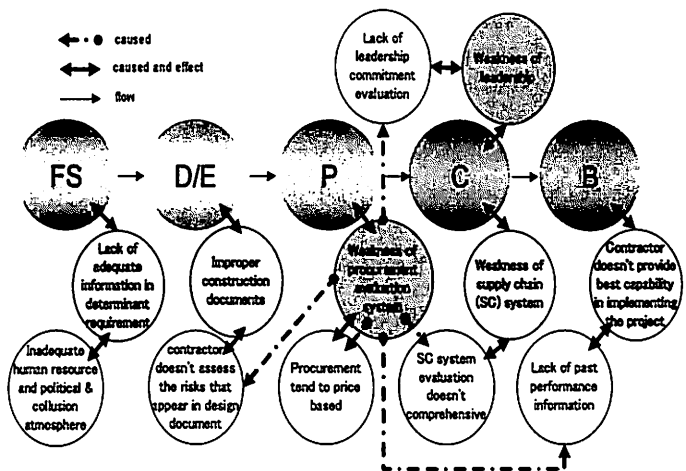 caused
caused and effect
flow
Lack of
leadership
commitment
evaluation
Weakness of
leadership
FS
D/E
P
C
B
Lack of
adequate
information in
determinant
requirement
Improper
construction
documents
Weakness of
procurement
evaluation
system
Weakness of
supply chain
(SC) system
Contractor
doesn't provide
best capability
in implementing
the project
Inadequate
human resource
and political &
collusion
atmosphere
contractor
doesn't assess
the risks that
appear in design
document
Procurement
tend to price
based
SC system
evaluation
doesn't
comprehensive
Lack of past
performance
information